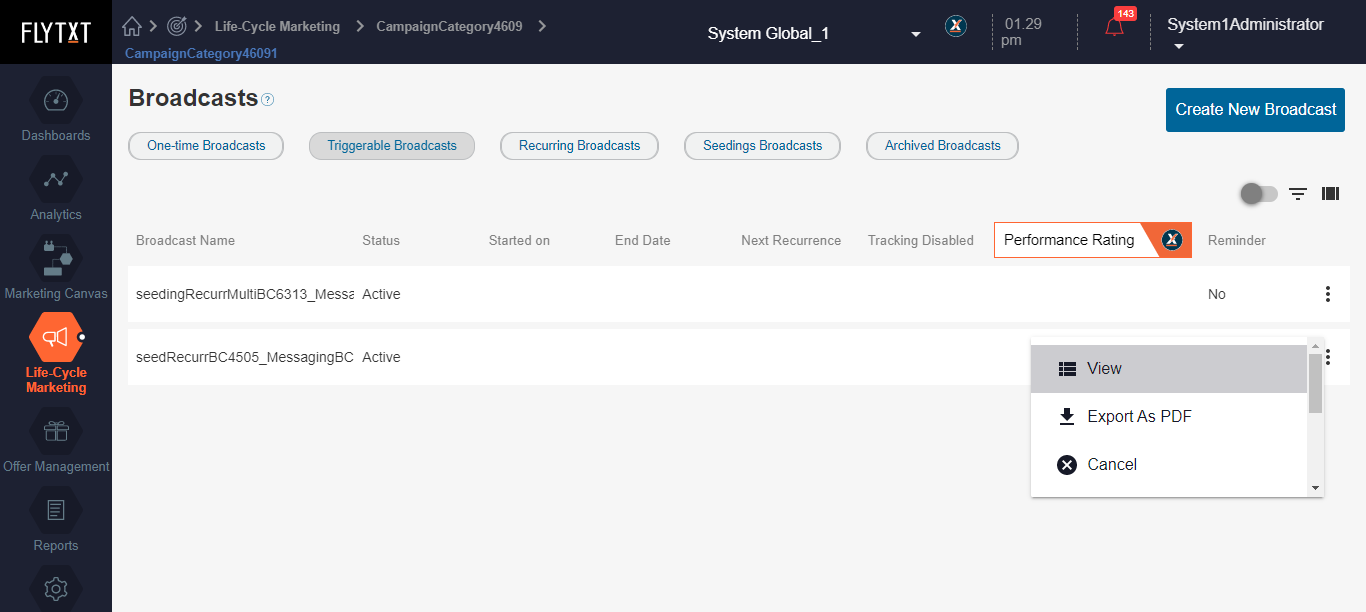 FLYTXT
Life-Cycle Marketing
CampaignCategory4609
CampaignCategory46091
System Global_1
X
01.29
pm
143
System1Administrator
Dashboards
Analytics
Marketing Canvas
Life-Cycle
Marketing
Offer Management
Reports
Broadcasts ?
Create New Broadcast
One-time Broadcasts
Triggerable Broadcasts
Recurring Broadcasts
Seedings Broadcasts
Archived Broadcasts
Broadcast Name
Status
Started on
End Date
Next Recurrence
Tracking Disabled
Performance Rating
X
Reminder
seedingRecurrMultiBC6313_Messa
Active
No
seedRecurrBC4505_MessagingBC
Active
View
Export As PDF
Cancel